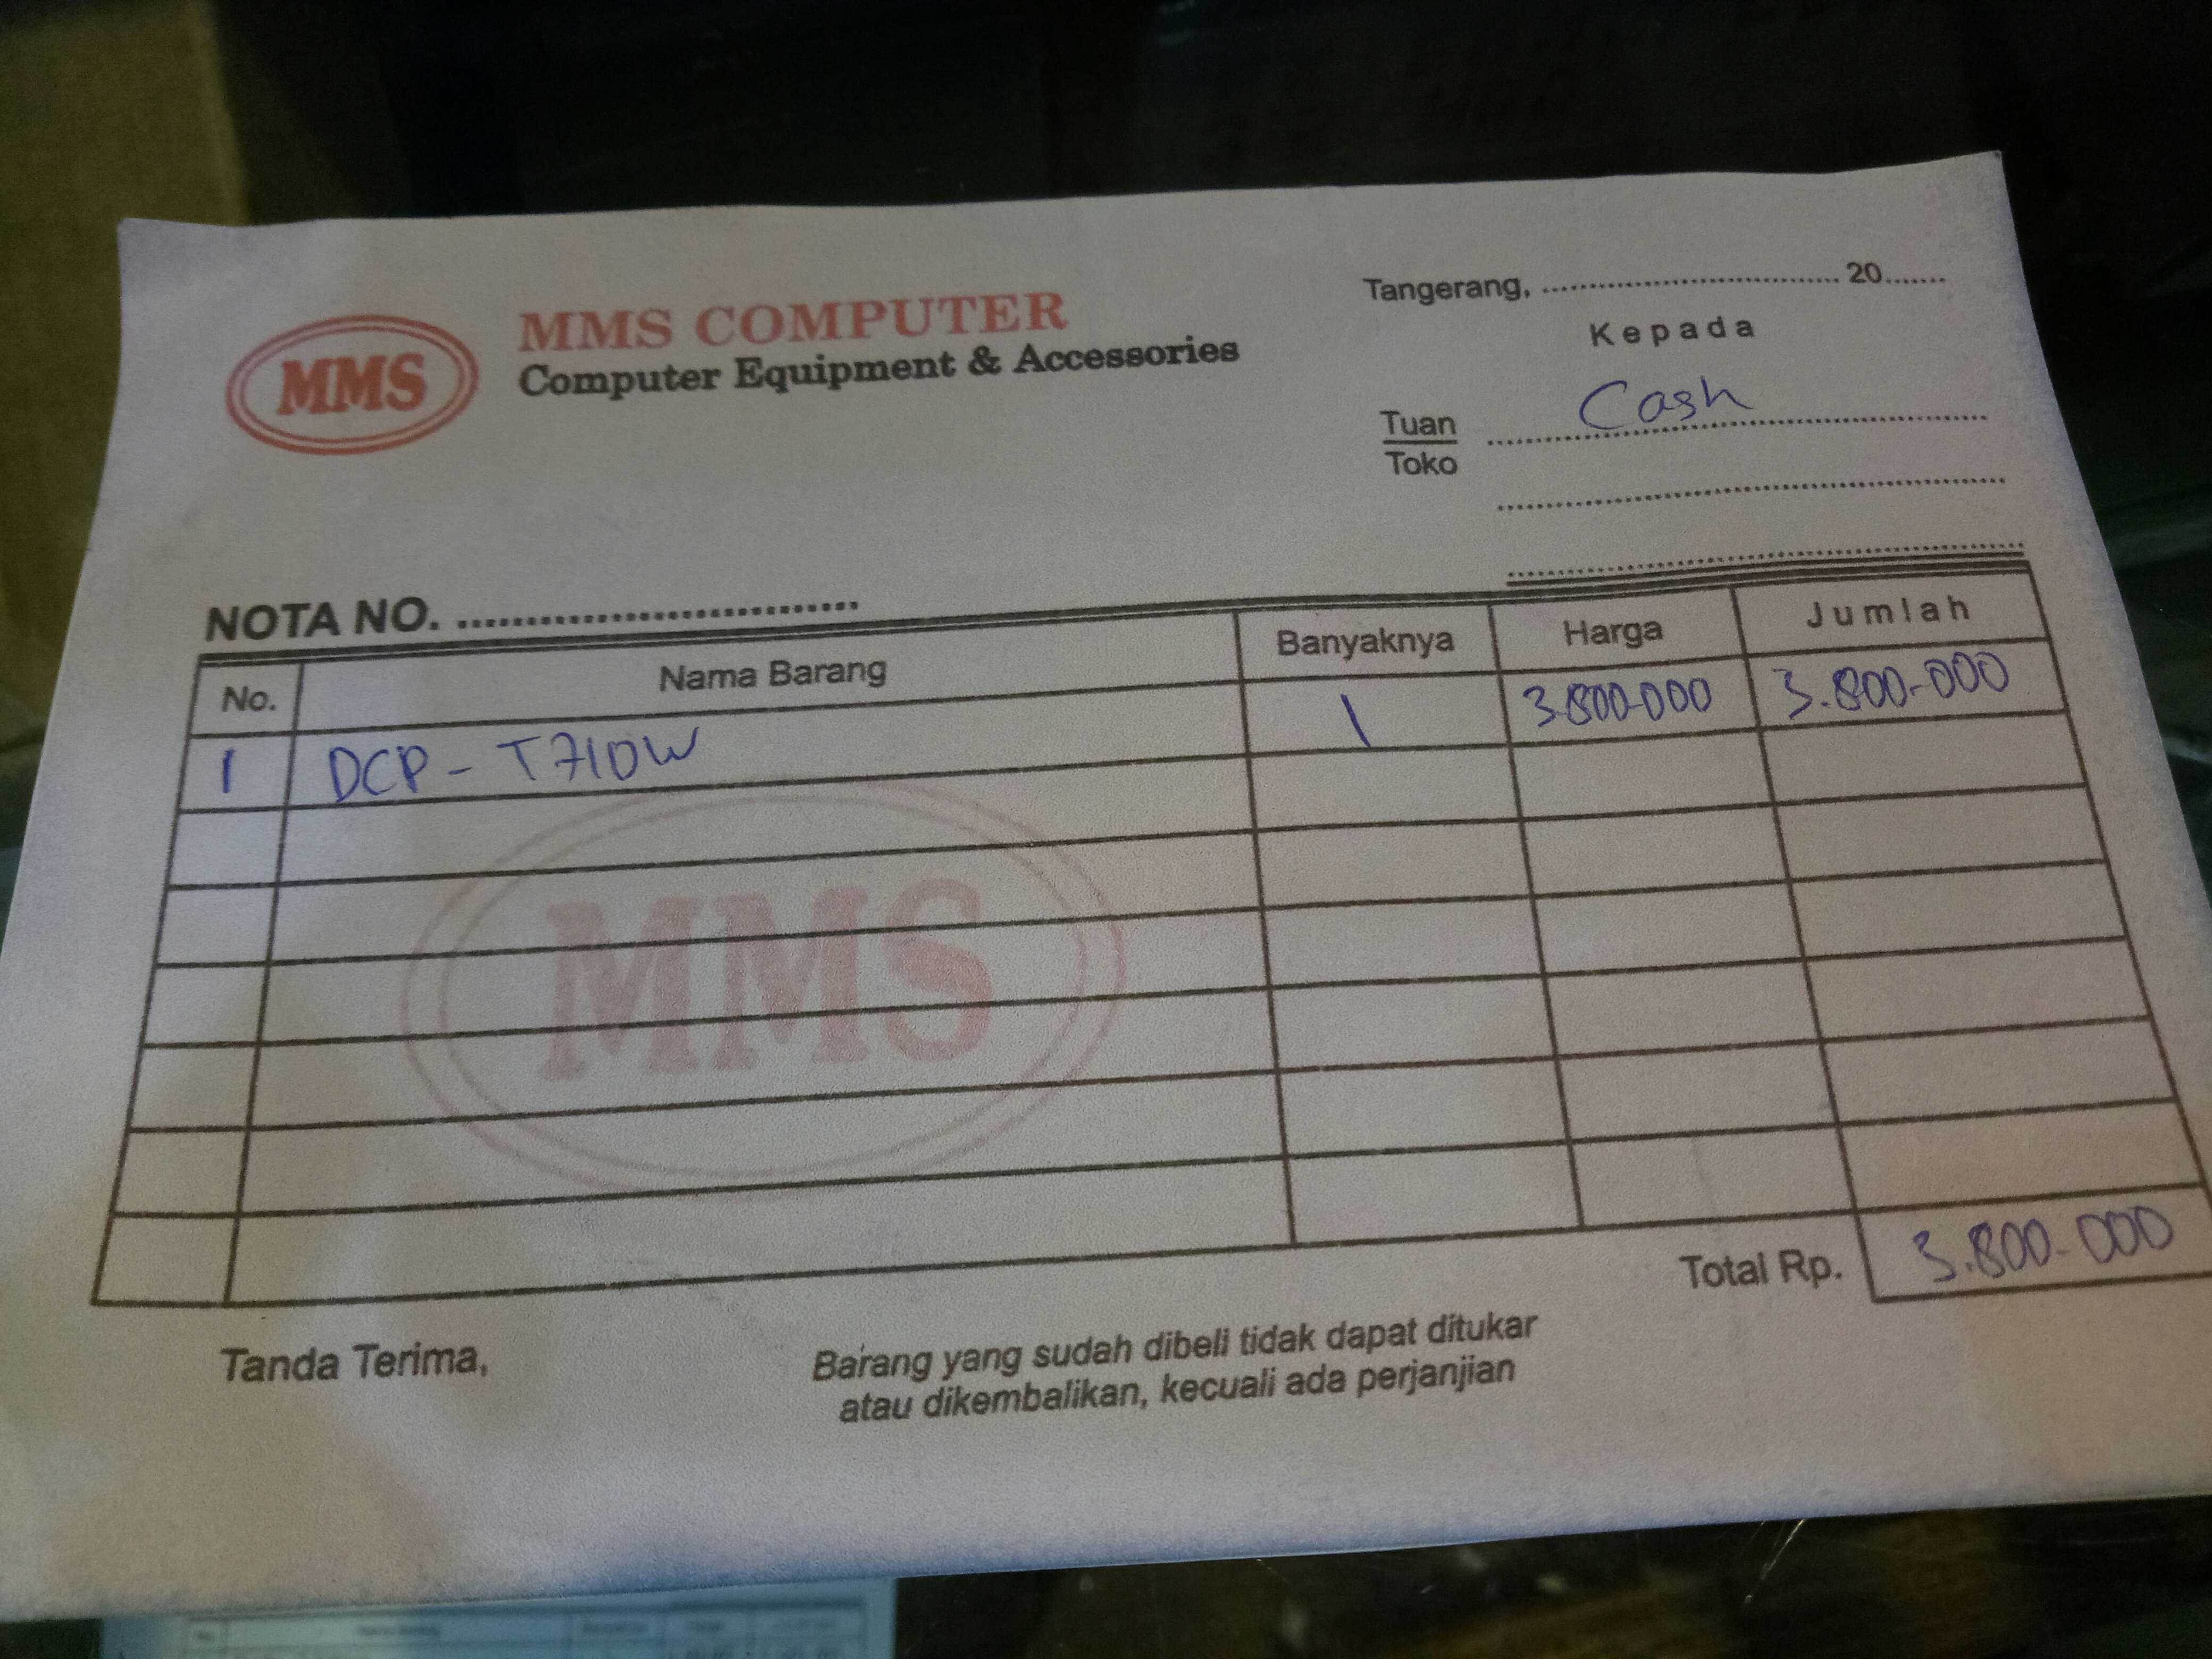 MMS
MMS COMPUTER
Computer Equipment & Accessories
Tangerang, .................................. 20.......
Kepada
Tuan
Toko
Cash
NOTA NO. ..................................
No. Nama Barang Banyaknya Harga Jumlah
1 DCP - T710W 1 3.800-000 3.800.000
MMS
Total Rp. 3.800-000
Tanda Terima,
Barang yang sudah dibeli tidak dapat ditukar
atau dikembalikan, kecuali ada perjanjian